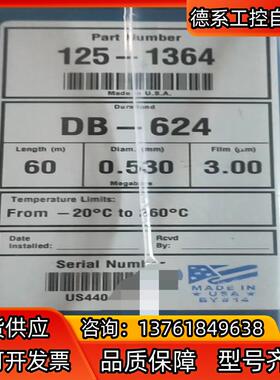 德系工控自
Part Number
125-1364
Made in U.S.A.
Durabond
DB-624
Length (m)
Diam. (mm)
Film (µm)
60
0.530
3.00
Megabore
Temperature Limits:
From -20°C to 260°C
Date
Installed:
Rcvd
By:
Serial Number
US440
MADE IN
USA
BY #14
货供应
咨询:13761849638
可开发票
品质保障 型号齐